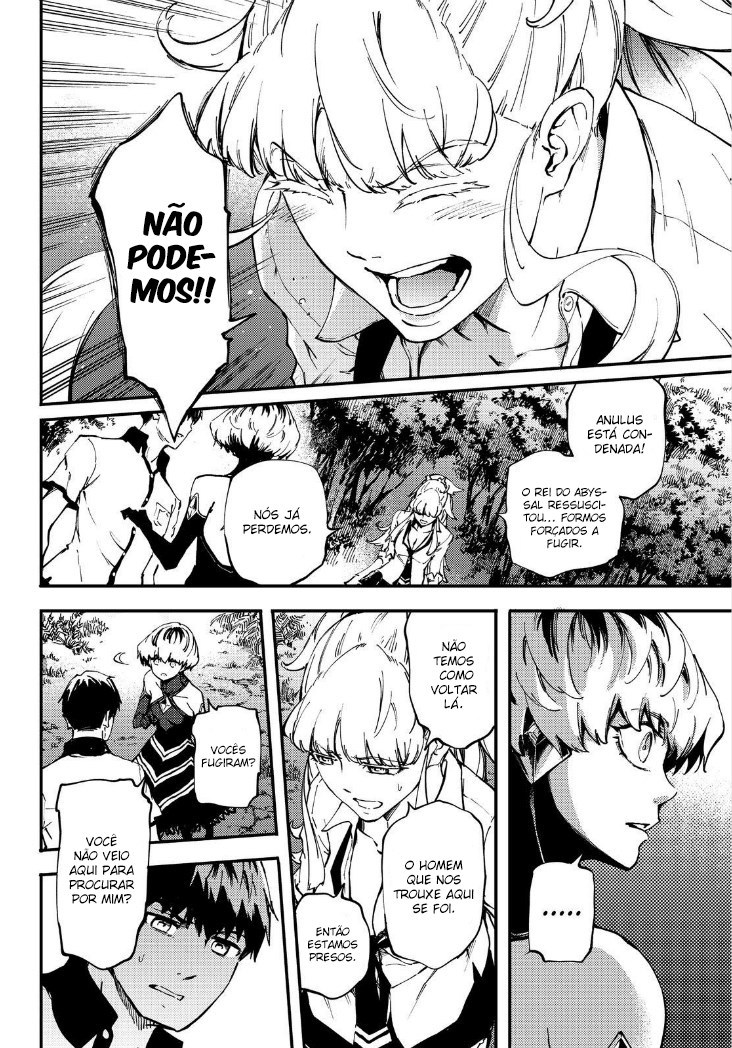 NÃO
PODE-
MOS!!
ANULUS
ESTÁ CON-
DENADA!
O REI DO ABYS-
SAL RESSUSCI-
TOU... FORMOS
FORÇADOS A
FUGIR.
NÓS JÁ
PERDEMOS.
.....
NÃO
TEMOS
COMO
VOLTAR
LÁ.
O HOMEM
QUE NOS
TROUXE AQUI
SE FOI.
ENTÃO
ESTAMOS
PRESOS.
VOCÊS
FUGIRAM?
VOCÊ
NÃO VEIO
AQUI PARA
PROCURAR
POR MIM?